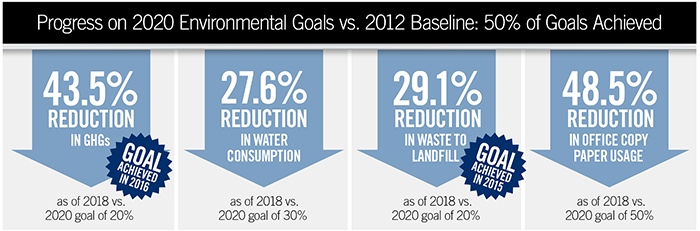 Progress on 2020 Environmental Goals vs. 2012 Baseline: 50% of Goals Achieved
43.5%
REDUCTION
IN GHGs
GOAL
ACHIEVED
IN 2016
as of 2018 vs.
2020 goal of 20%
27.6%
REDUCTION
IN WATER
CONSUMPTION
as of 2018 vs.
2020 goal of 30%
29.1%
REDUCTION
IN WASTE TO
LANDFILL
GOAL
ACHIEVED
IN 2015
as of 2018 vs.
2020 goal of 20%
48.5%
REDUCTION
IN OFFICE COPY
PAPER USAGE
as of 2018 vs.
2020 goal of 50%